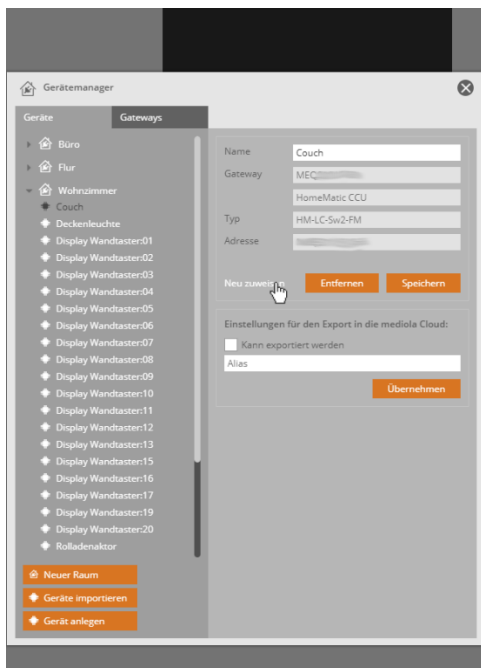 Gerätemanager
Geräte
Gateways
Büro
Flur
Wohnzimmer
Couch
Deckenleuchte
Display Wandtaster:01
Display Wandtaster:02
Display Wandtaster:03
Display Wandtaster:04
Display Wandtaster:05
Display Wandtaster:06
Display Wandtaster:07
Display Wandtaster:08
Display Wandtaster:09
Display Wandtaster:10
Display Wandtaster:11
Display Wandtaster:12
Display Wandtaster:13
Display Wandtaster:15
Display Wandtaster:16
Display Wandtaster:17
Display Wandtaster:19
Display Wandtaster:20
Rolladenaktor
Neuer Raum
Geräte importieren
Gerät anlegen
Name Couch
Gateway
HomeMatic CCU
Typ HM-LC-Sw2-FM
Adresse
Neu zuweisen Entfernen Speichern
Einstellungen für den Export in die mediola Cloud:
Kann exportiert werden
Alias
Übernehmen